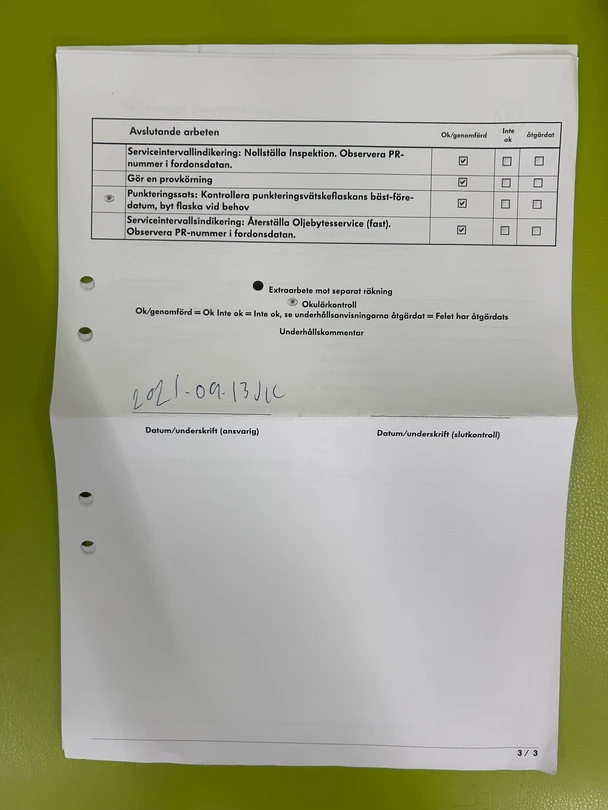 Avslutande arbeten Ok/genomförd Inte ok åtgärdat
Serviceintervallindikering: Nollställa Inspektion. Observera PR-
nummer i fordonsdatan.
Gör en provkörning
Punkteringssats: Kontrollera punkteringsvätskeflaskans bäst-före-
datum, byt flaska vid behov
Serviceintervallsindikering: Återställa Oljebytesservice (fast).
Observera PR-nummer i fordonsdatan.
Extraarbete mot separat räkning
Okulärkontroll
Ok/genomförd = Ok Inte ok = Inte ok, se underhållsanvisningarna åtgärdat = Felet har åtgärdats
Underhållskommentar
2021-09-13
Datum/underskrift (ansvarig) Datum/underskrift (slutkontroll)
3 / 3